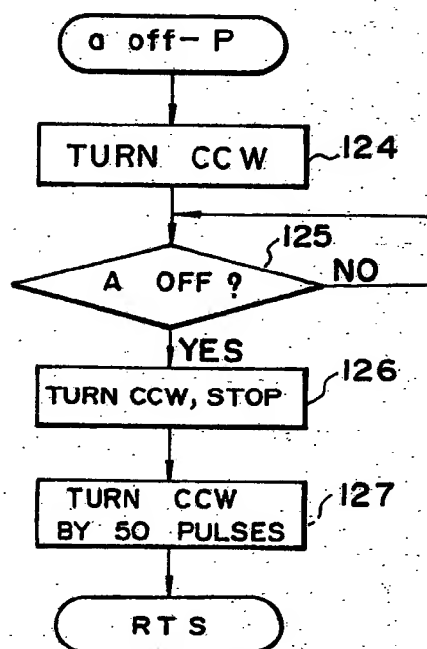 a off-P
TURN CCW
124
125
A OFF?
NO
YES
126
TURN CCW, STOP
127
TURN CCW
BY 50 PULSES
RTS